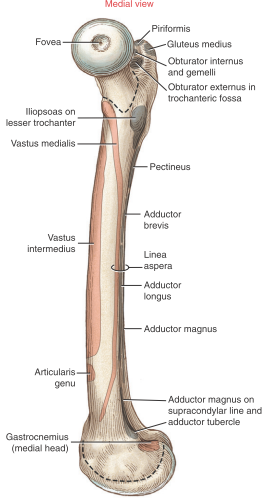 Medial view
Piriformis
Fovea
Gluteus medius
Obturator internus
and gemelli
Obturator externus in
trochanteric fossa
Iliopsoas on
lesser trochanter
Vastus medialis
Pectineus
Adductor
brevis
Vastus
intermedius
Linea
aspera
Adductor
longus
Adductor magnus
Articularis
genu
Adductor magnus on
supracondylar line and
adductor tubercle
Gastrocnemius
(medial head)